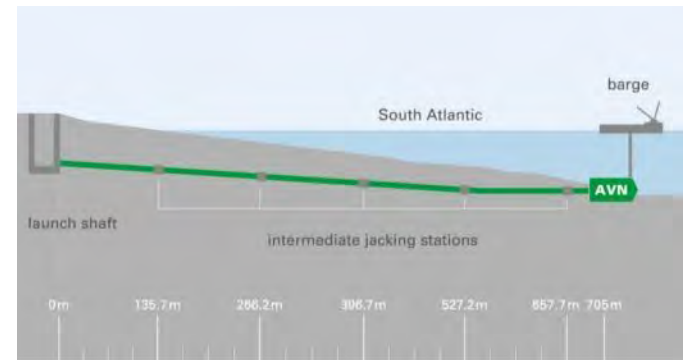 barge
South Atlantic
AVN
launch shaft
intermediate jacking stations
0m 135.7m 266.2m 396.7m 527.2m 657.7m 705m